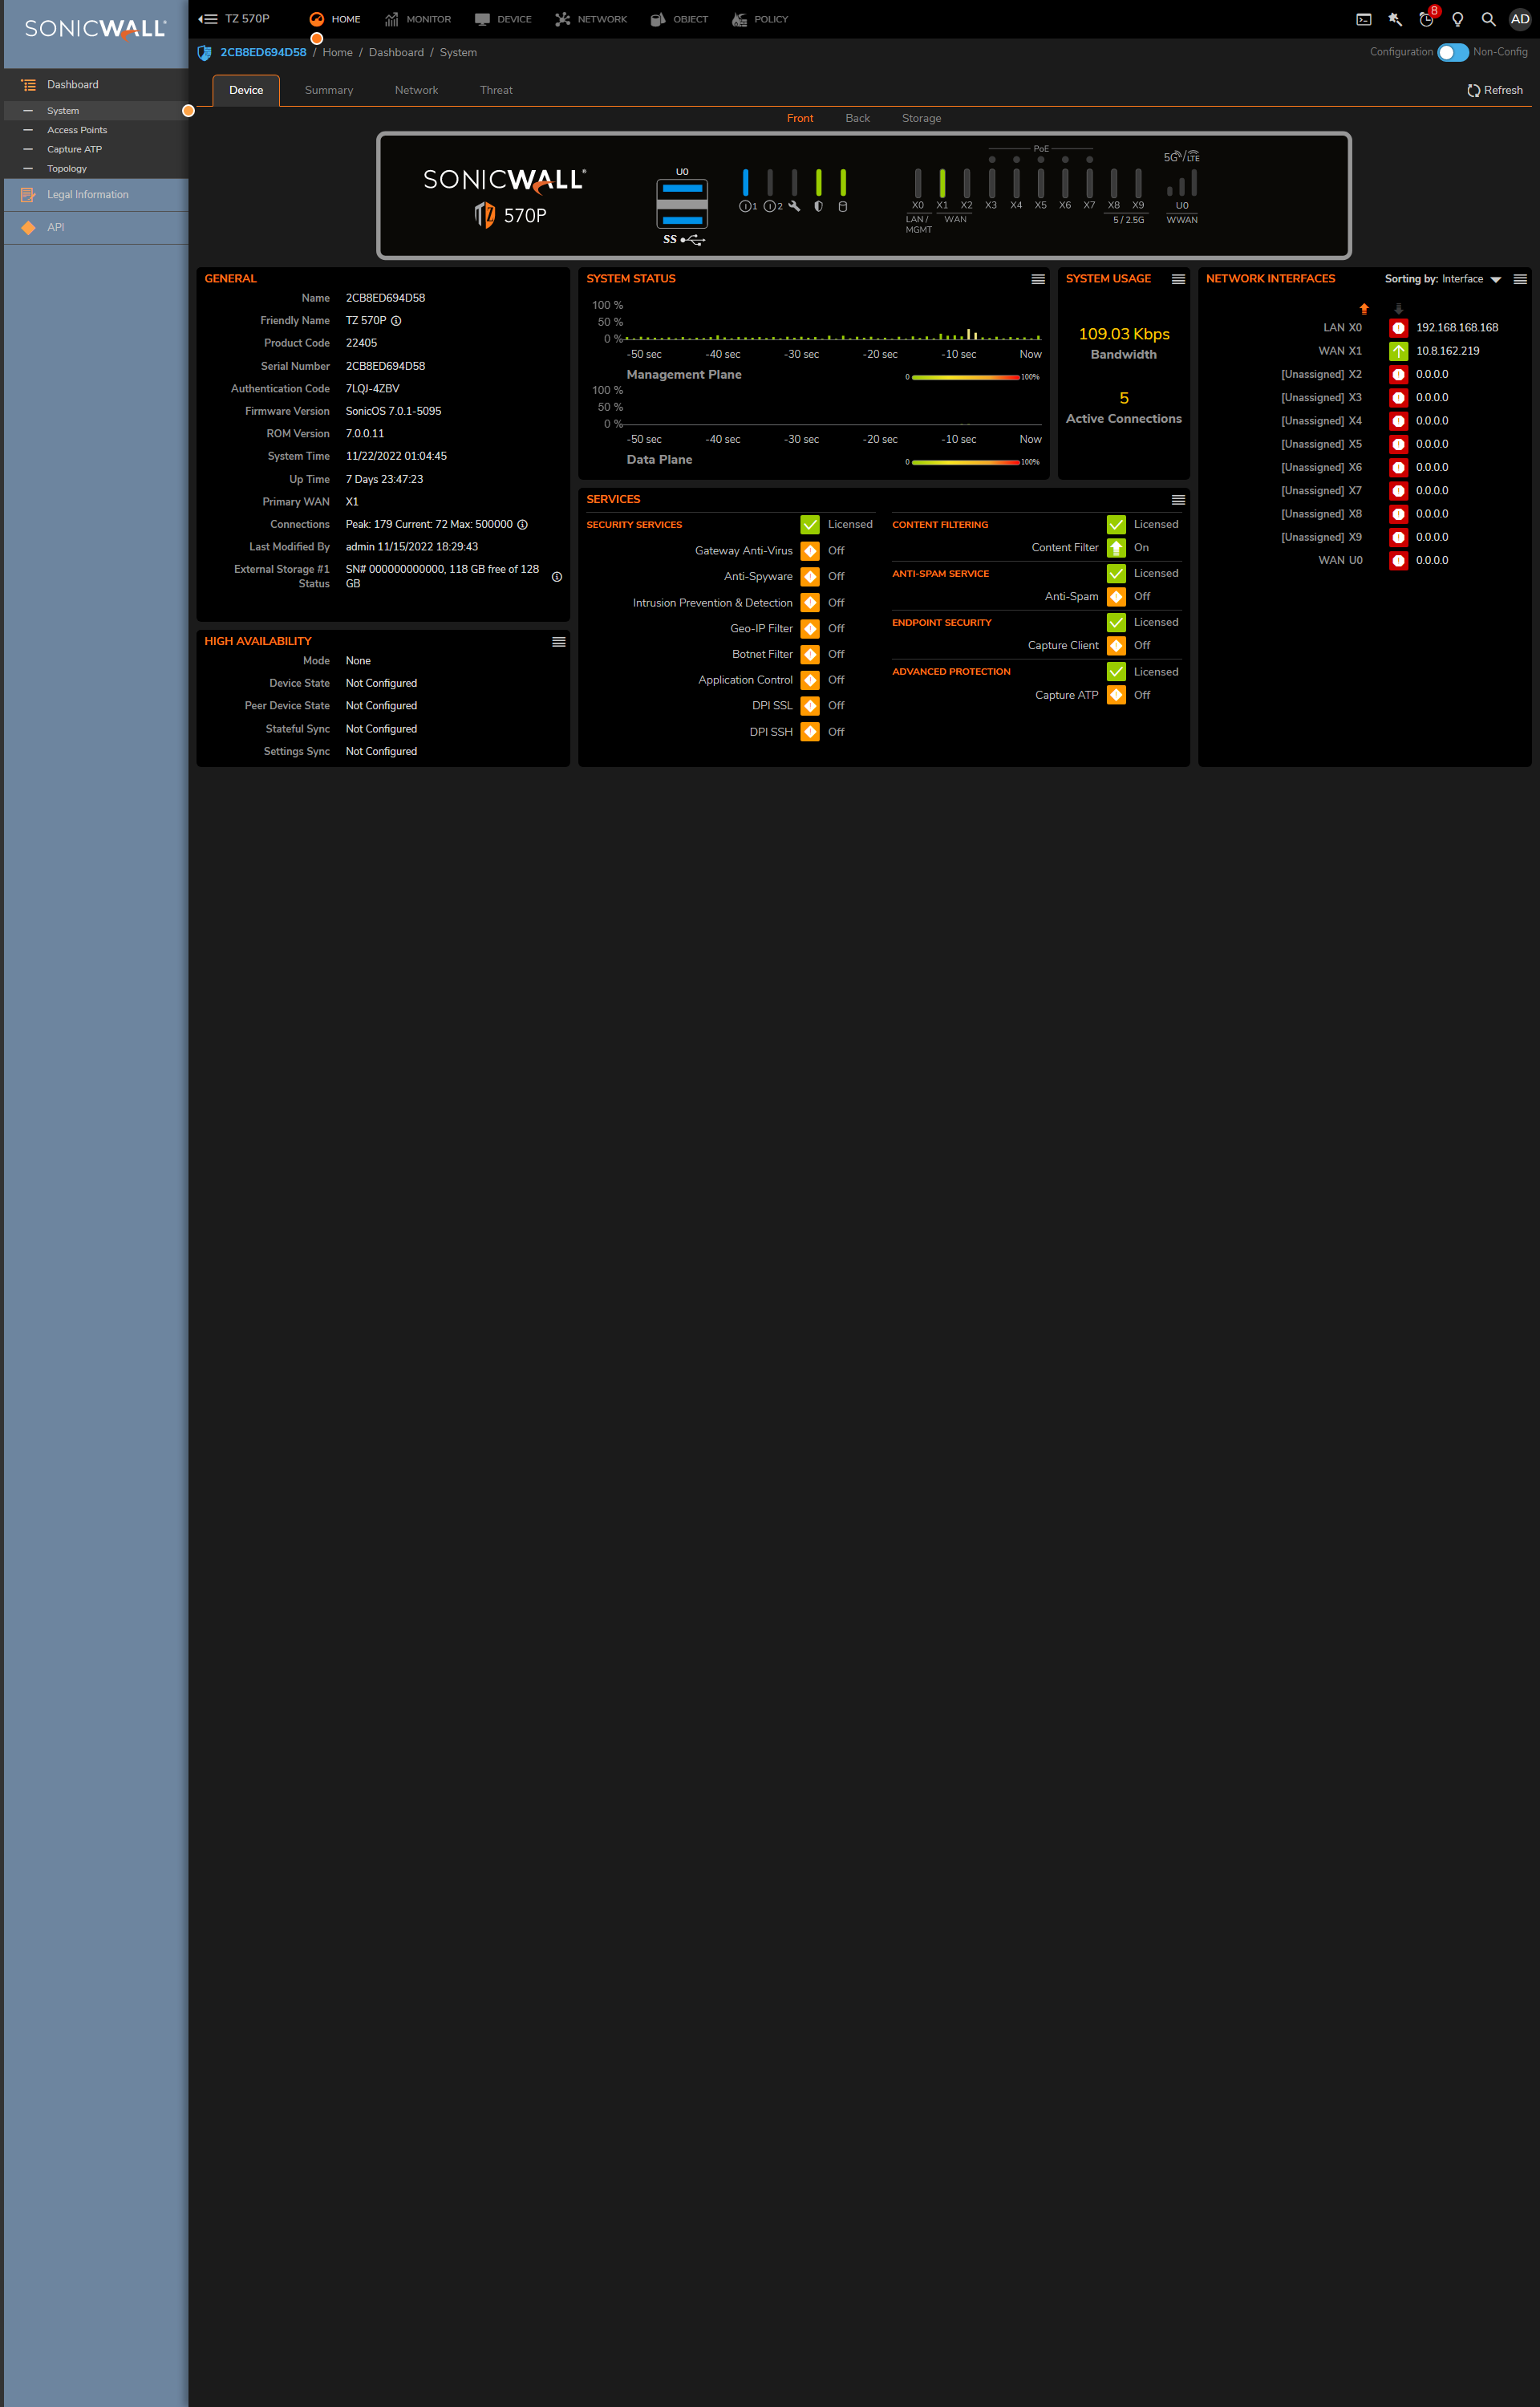 SONICWALL
TZ 570P
HOME
MONITOR
DEVICE
NETWORK
OBJECT
POLICY
8
AD
2CB8ED694D58 / Home / Dashboard / System
Configuration
Non-Config
Dashboard
System
Access Points
Capture ATP
Topology
Legal Information
API
Device
Summary
Network
Threat
Refresh
Front
Back
Storage
SONICWALL
TZ 570P
U0
SS
1
2
PoE
5G/LTE
X0 X1 X2 X3 X4 X5 X6 X7 X8 X9 U0
LAN / MGMT
WAN
5 / 2.5G
WWAN
GENERAL
Name 2CB8ED694D58
Friendly Name TZ 570P
Product Code 22405
Serial Number 2CB8ED694D58
Authentication Code 7LQJ-4ZBV
Firmware Version SonicOS 7.0.1-5095
ROM Version 7.0.0.11
System Time 11/22/2022 01:04:45
Up Time 7 Days 23:47:23
Primary WAN X1
Connections Peak: 179 Current: 72 Max: 500000
Last Modified By admin 11/15/2022 18:29:43
External Storage #1 Status SN# 000000000000, 118 GB free of 128 GB
HIGH AVAILABILITY
Mode None
Device State Not Configured
Peer Device State Not Configured
Stateful Sync Not Configured
Settings Sync Not Configured
SYSTEM STATUS
100 %
50 %
0 %
-50 sec -40 sec -30 sec -20 sec -10 sec Now
Management Plane
0 100%
100 %
50 %
0 %
-50 sec -40 sec -30 sec -20 sec -10 sec Now
Data Plane
0 100%
SYSTEM USAGE
109.03 Kbps
Bandwidth
5
Active Connections
SERVICES
SECURITY SERVICES Licensed
Gateway Anti-Virus Off
Anti-Spyware Off
Intrusion Prevention & Detection Off
Geo-IP Filter Off
Botnet Filter Off
Application Control Off
DPI SSL Off
DPI SSH Off
CONTENT FILTERING Licensed
Content Filter On
ANTI-SPAM SERVICE Licensed
Anti-Spam Off
ENDPOINT SECURITY Licensed
Capture Client Off
ADVANCED PROTECTION Licensed
Capture ATP Off
NETWORK INTERFACES
Sorting by: Interface
LAN X0 192.168.168.168
WAN X1 10.8.162.219
[Unassigned] X2 0.0.0.0
[Unassigned] X3 0.0.0.0
[Unassigned] X4 0.0.0.0
[Unassigned] X5 0.0.0.0
[Unassigned] X6 0.0.0.0
[Unassigned] X7 0.0.0.0
[Unassigned] X8 0.0.0.0
[Unassigned] X9 0.0.0.0
WAN U0 0.0.0.0